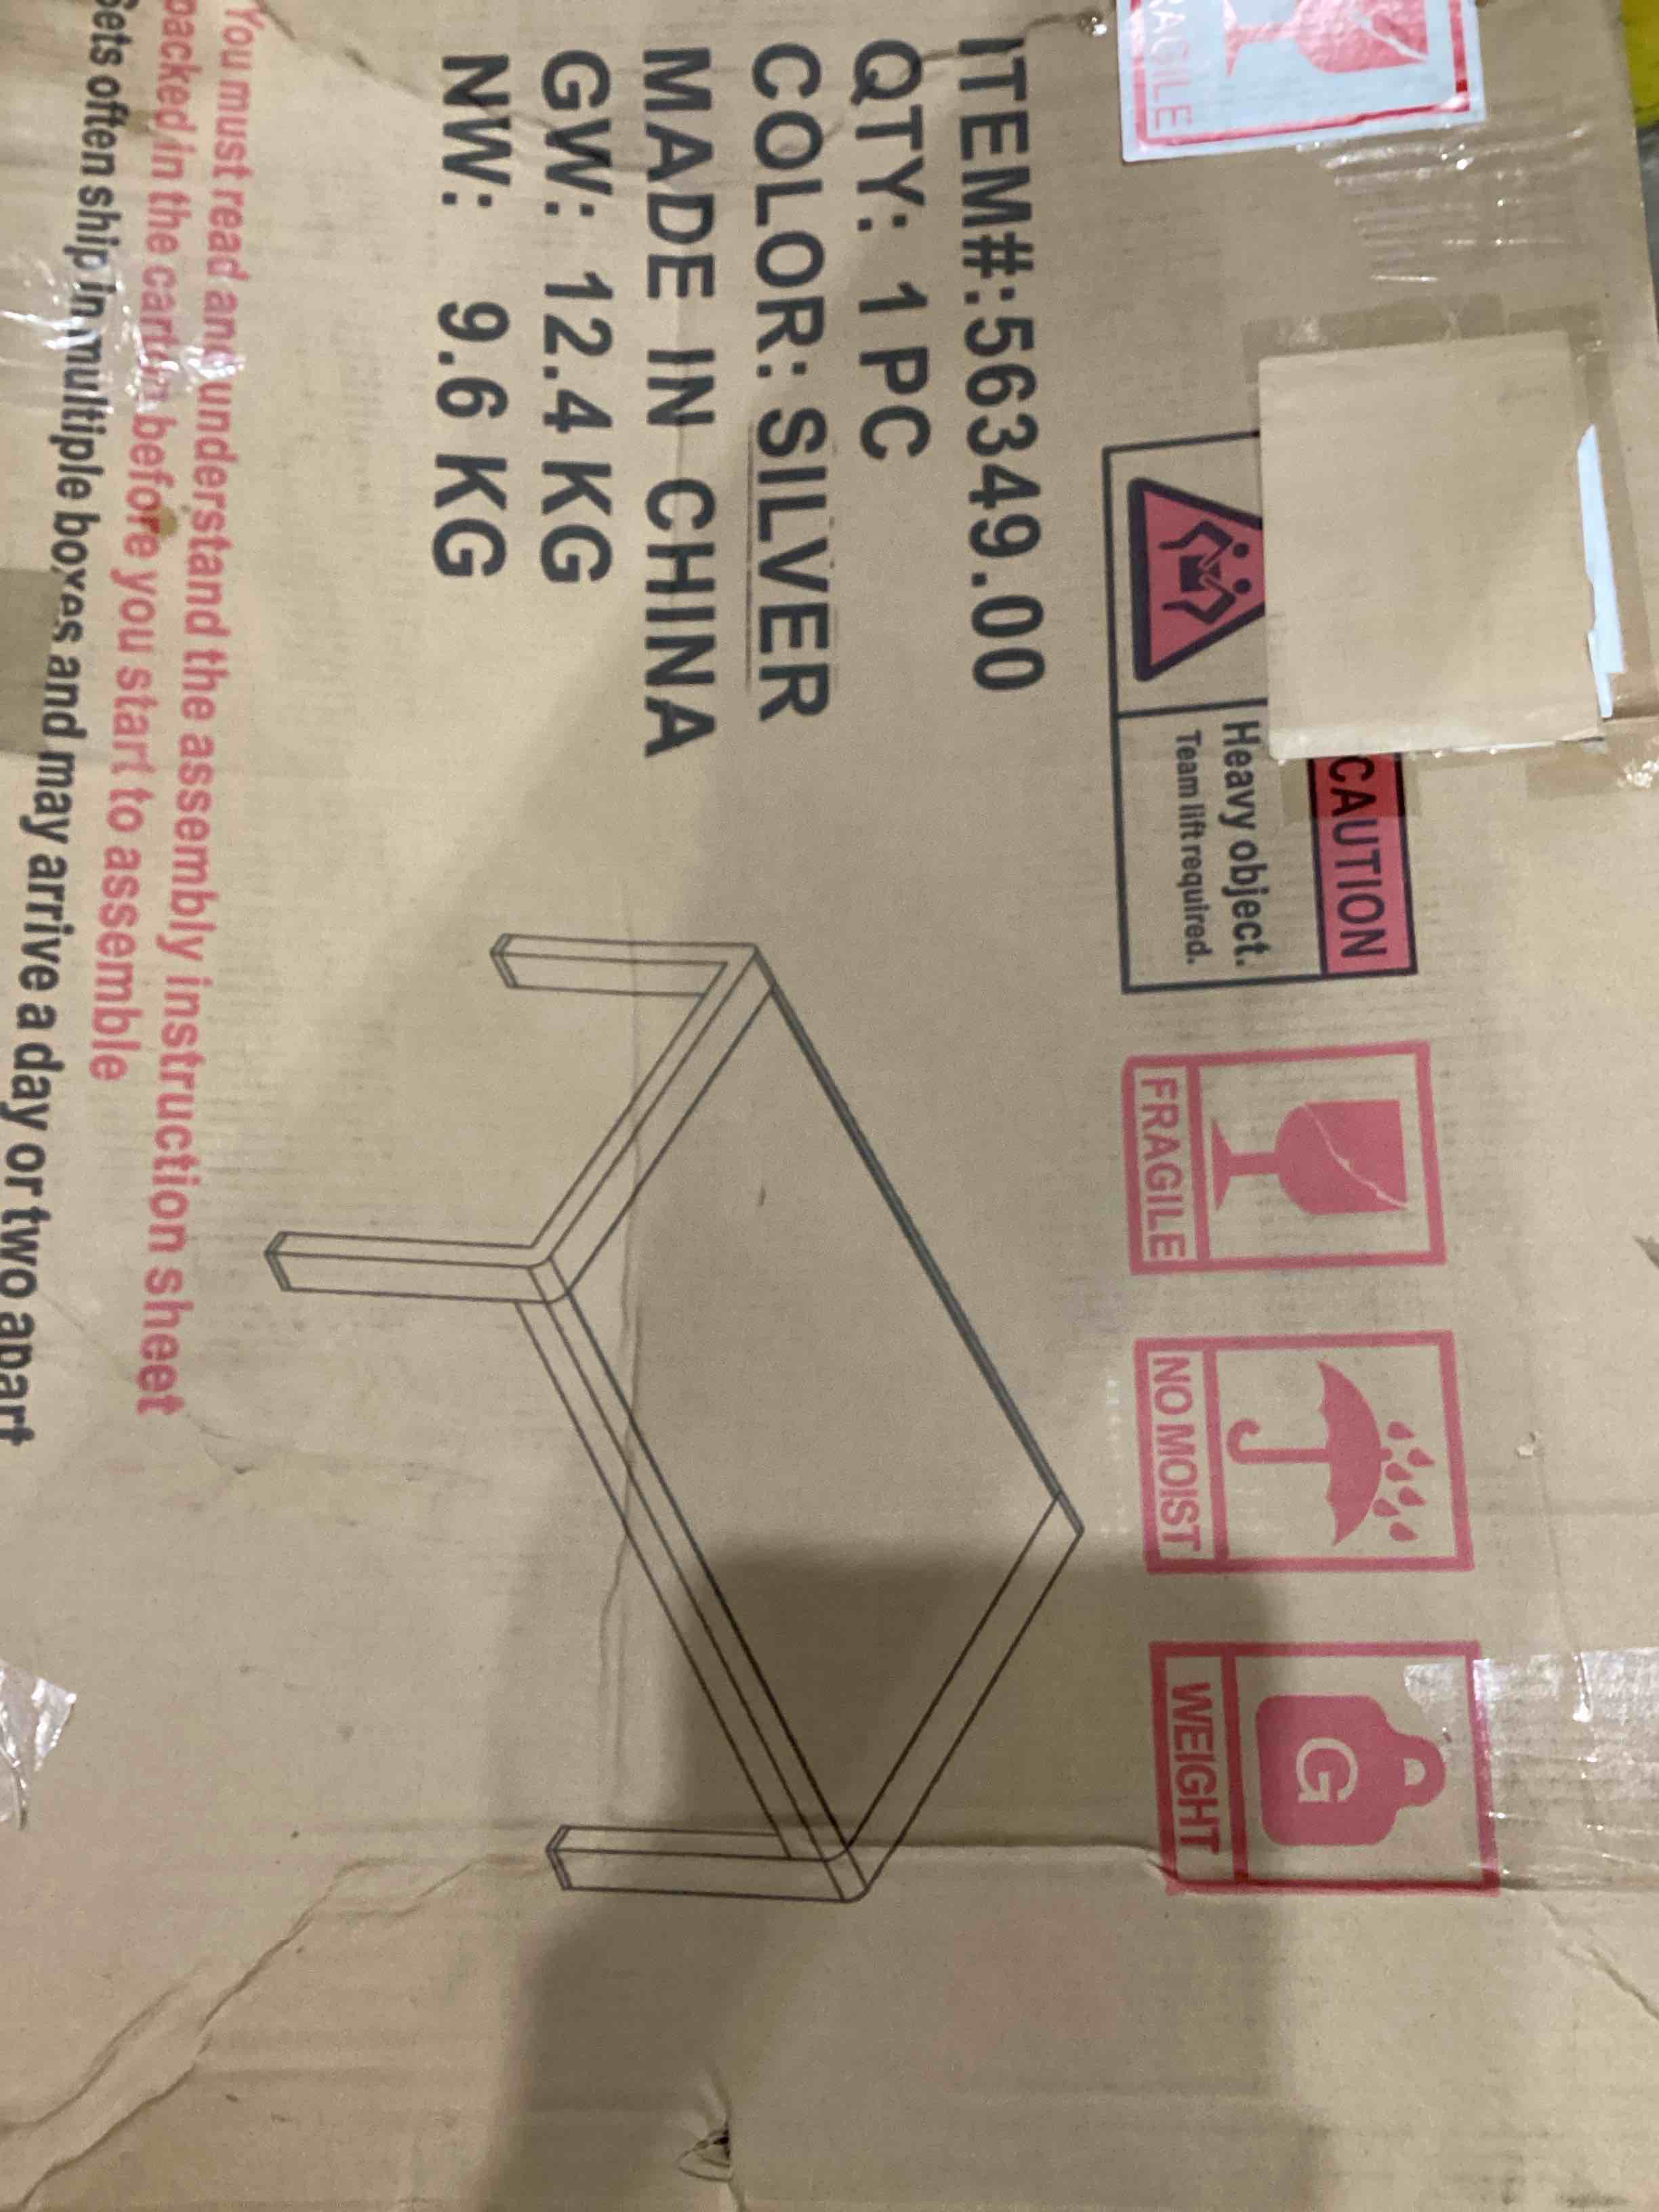 FRAGILE
CAUTION
Heavy object.
Team lift required.
FRAGILE
NO MOIST
G
WEIGHT
ITEM#:56349.00
QTY: 1 PC
COLOR: SILVER
MADE IN CHINA
GW: 12.4 KG
NW: 9.6 KG
You must read and understand the assembly instruction sheet
packed in the carton before you start to assemble
Sets often ship in multiple boxes and may arrive a day or two apart